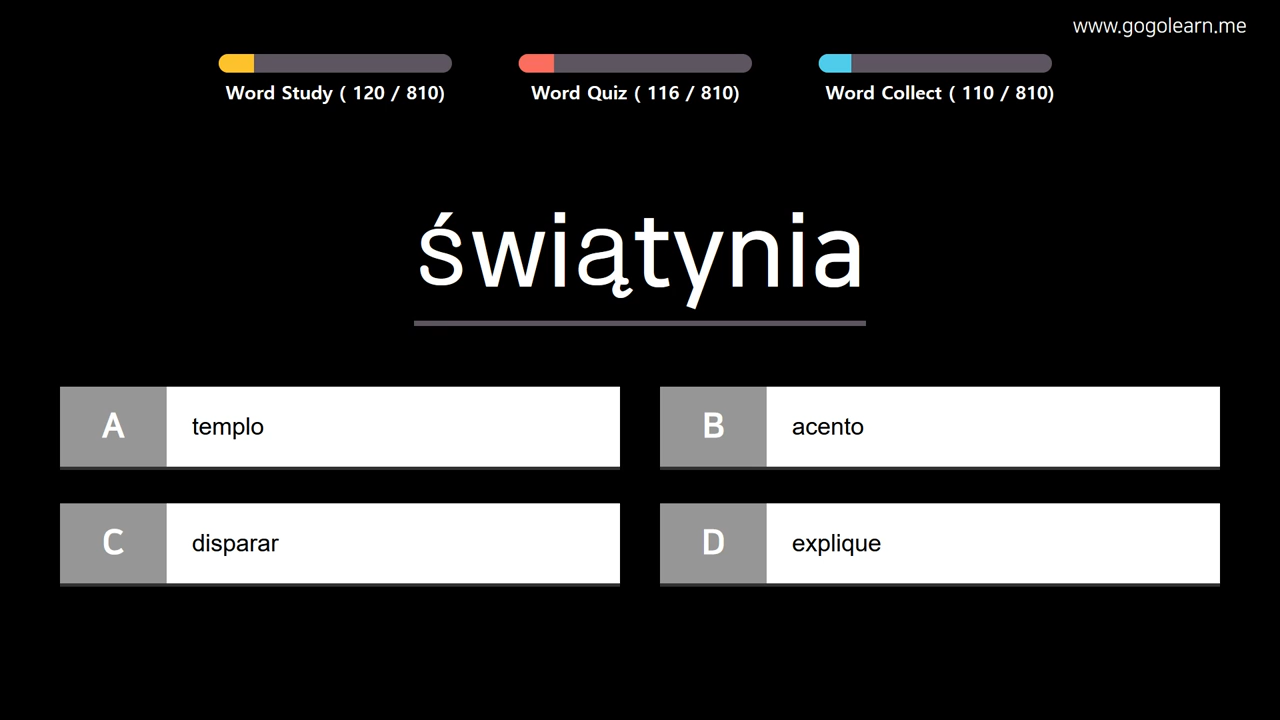 www.gogolearn.me
Word Study ( 120 / 810)
Word Quiz ( 116 / 810)
Word Collect ( 110 / 810)
świątynia
A templo
B acento
C disparar
D explique